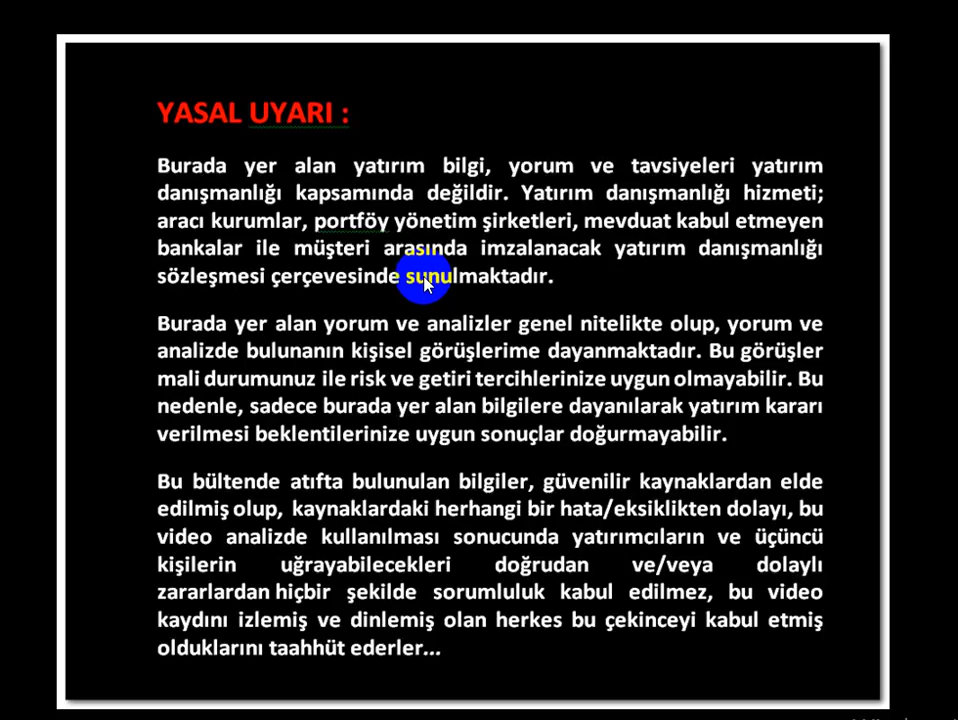 YASAL UYARI :
Burada yer alan yatırım bilgi, yorum ve tavsiyeleri yatırım
danışmanlığı kapsamında değildir. Yatırım danışmanlığı hizmeti;
aracı kurumlar, portföy yönetim şirketleri, mevduat kabul etmeyen
bankalar ile müşteri arasında imzalanacak yatırım danışmanlığı
sözleşmesi çerçevesinde sunulmaktadır.
Burada yer alan yorum ve analizler genel nitelikte olup, yorum ve
analizde bulunanın kişisel görüşlerime dayanmaktadır. Bu görüşler
mali durumunuz ile risk ve getiri tercihlerinize uygun olmayabilir. Bu
nedenle, sadece burada yer alan bilgilere dayanılarak yatırım kararı
verilmesi beklentilerinize uygun sonuçlar doğurmayabilir.
Bu bültende atıfta bulunulan bilgiler, güvenilir kaynaklardan elde
edilmiş olup, kaynaklardaki herhangi bir hata/eksiklikten dolayı, bu
video analizde kullanılması sonucunda yatırımcıların ve üçüncü
kişilerin uğrayabilecekleri doğrudan ve/veya dolaylı
zararlardan hiçbir şekilde sorumluluk kabul edilmez, bu video
kaydını izlemiş ve dinlemiş olan herkes bu çekinceyi kabul etmiş
olduklarını taahhüt ederler...